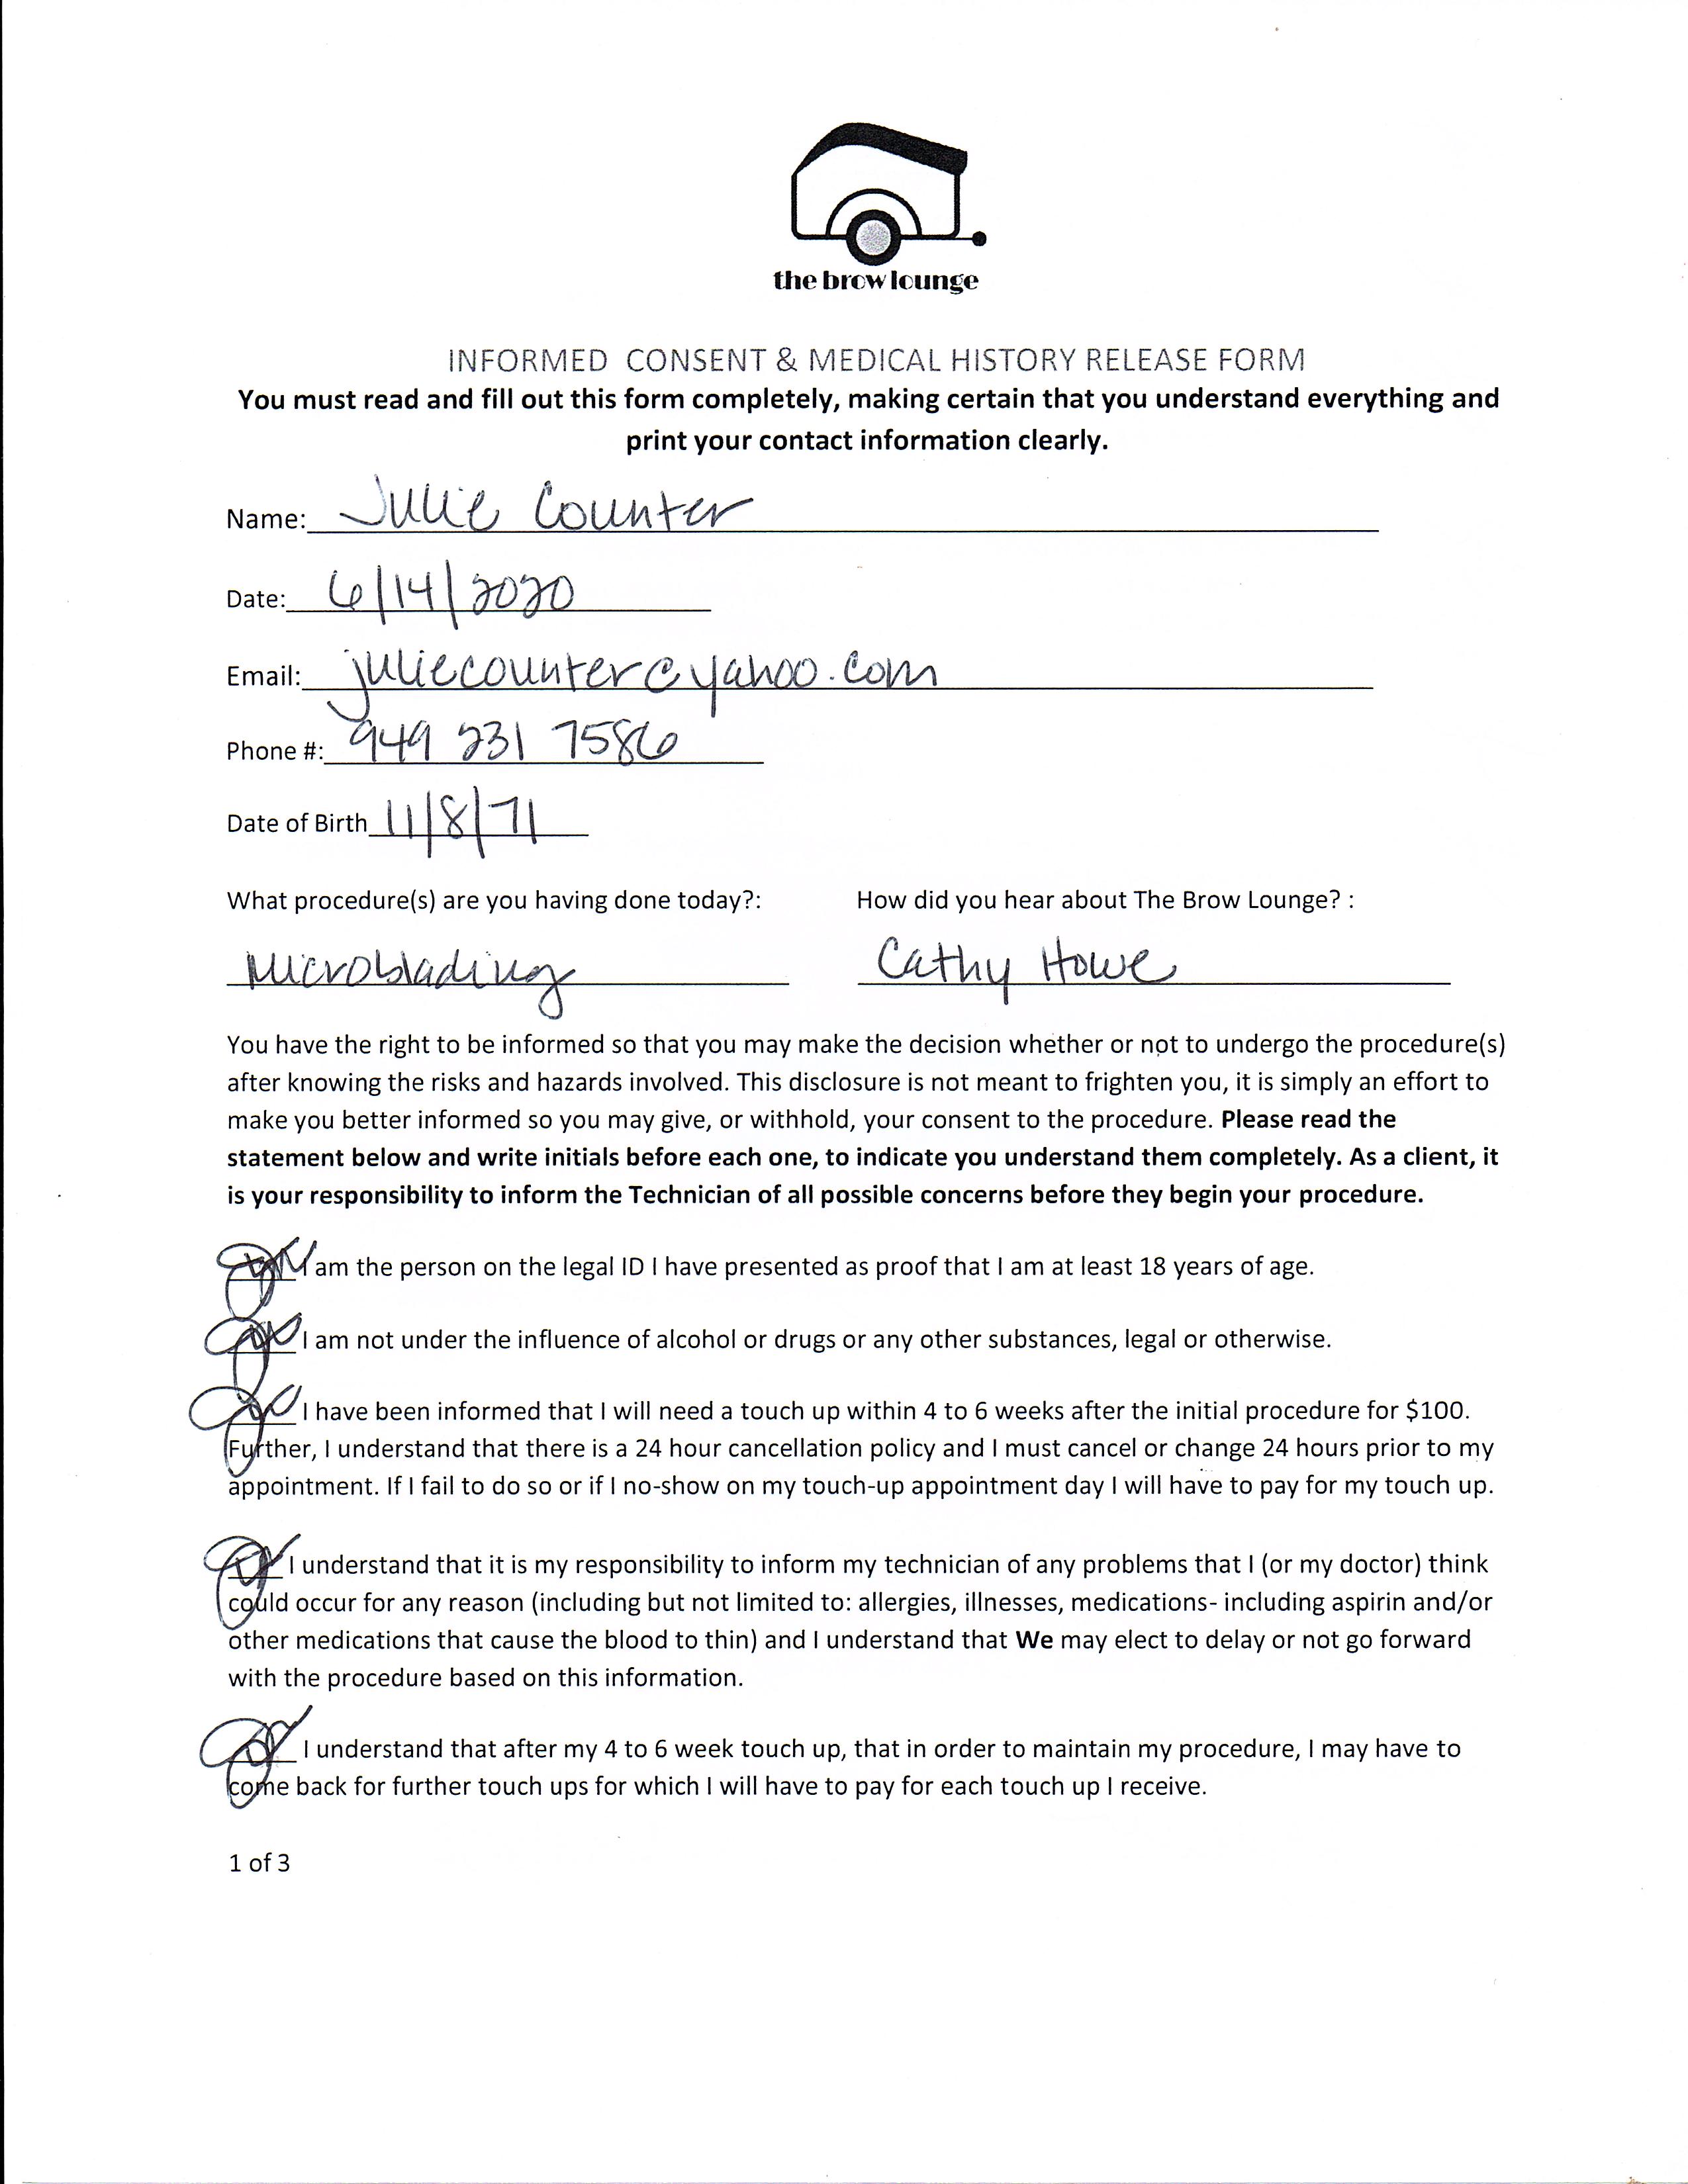 the brow lounge
INFORMED CONSENT & MEDICAL HISTORY RELEASE FORM
You must read and fill out this form completely, making certain that you understand everything and
print your contact information clearly.
Name: Julie Counter
Date: 6/14/2020
Email: juliecounter@yahoo.com
Phone #: 949 231 7586
Date of Birth 11/8/71
What procedure(s) are you having done today?: How did you hear about The Brow Lounge? :
Microblading Cathy Howe
You have the right to be informed so that you may make the decision whether or not to undergo the procedure(s)
after knowing the risks and hazards involved. This disclosure is not meant to frighten you, it is simply an effort to
make you better informed so you may give, or withhold, your consent to the procedure. Please read the
statement below and write initials before each one, to indicate you understand them completely. As a client, it
is your responsibility to inform the Technician of all possible concerns before they begin your procedure.
I am the person on the legal ID I have presented as proof that I am at least 18 years of age.
I am not under the influence of alcohol or drugs or any other substances, legal or otherwise.
I have been informed that I will need a touch up within 4 to 6 weeks after the initial procedure for $100.
Further, I understand that there is a 24 hour cancellation policy and I must cancel or change 24 hours prior to my
appointment. If I fail to do so or if I no-show on my touch-up appointment day I will have to pay for my touch up.
I understand that it is my responsibility to inform my technician of any problems that I (or my doctor) think
could occur for any reason (including but not limited to: allergies, illnesses, medications- including aspirin and/or
other medications that cause the blood to thin) and I understand that We may elect to delay or not go forward
with the procedure based on this information.
I understand that after my 4 to 6 week touch up, that in order to maintain my procedure, I may have to
come back for further touch ups for which I will have to pay for each touch up I receive.
1 of 3